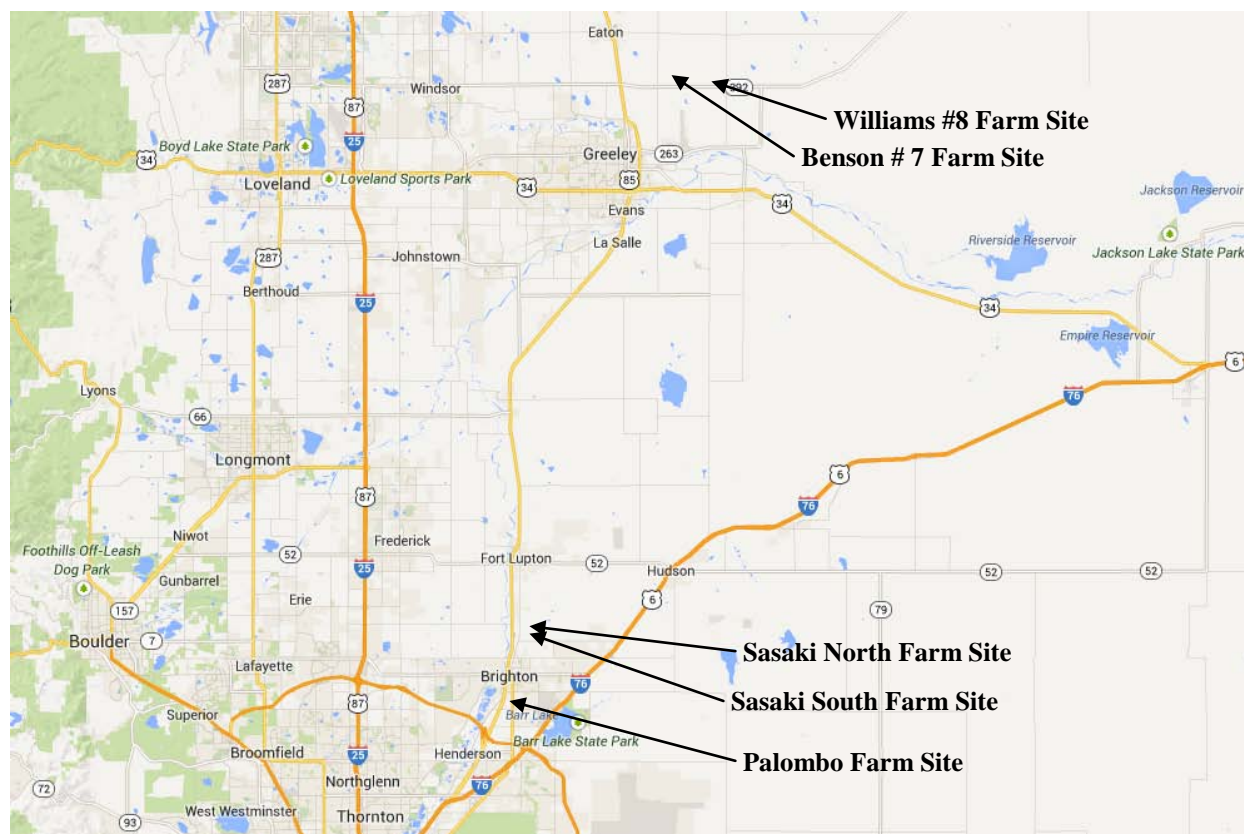 Eaton
287
87
Windsor
392
Williams #8 Farm Site
Benson # 7 Farm Site
25
Boyd Lake State Park
Greeley
263
34
Loveland
Loveland Sports Park
34
85
Evans
34
Jackson Reservoir
La Salle
Riverside Reservoir
Jackson Lake State Park
287
Johnstown
Berthoud
25
34
Empire Reservoir
6
Lyons
76
66
Longmont
6
87
76
Niwot
Frederick
Foothills Off-Leash
Dog Park
52
Fort Lupton
52
Hudson
52
52
Gunbarrel
25
157
Erie
6
79
Boulder
7
Sasaki North Farm Site
Lafayette
Brighton
76
Sasaki South Farm Site
87
Superior
Barr Lake
Broomfield
25
Henderson
Barr Lake State Park
Palombo Farm Site
72
Northglenn
76
93
West Westminster
Thornton